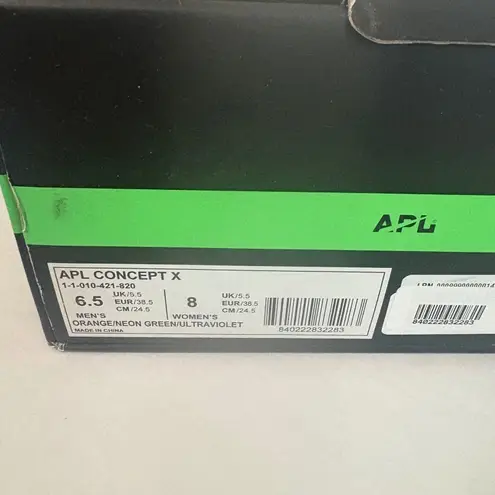 APL
APL CONCEPT X
1-1-010-421-820
6.5 UK/5.5 EUR/38.5 CM/24.5 8 UK/5.5 EUR/38.5 CM/24.5
MEN'S WOMEN'S
ORANGE/NEON GREEN/ULTRAVIOLET
MADE IN CHINA
840222832283
840222832283